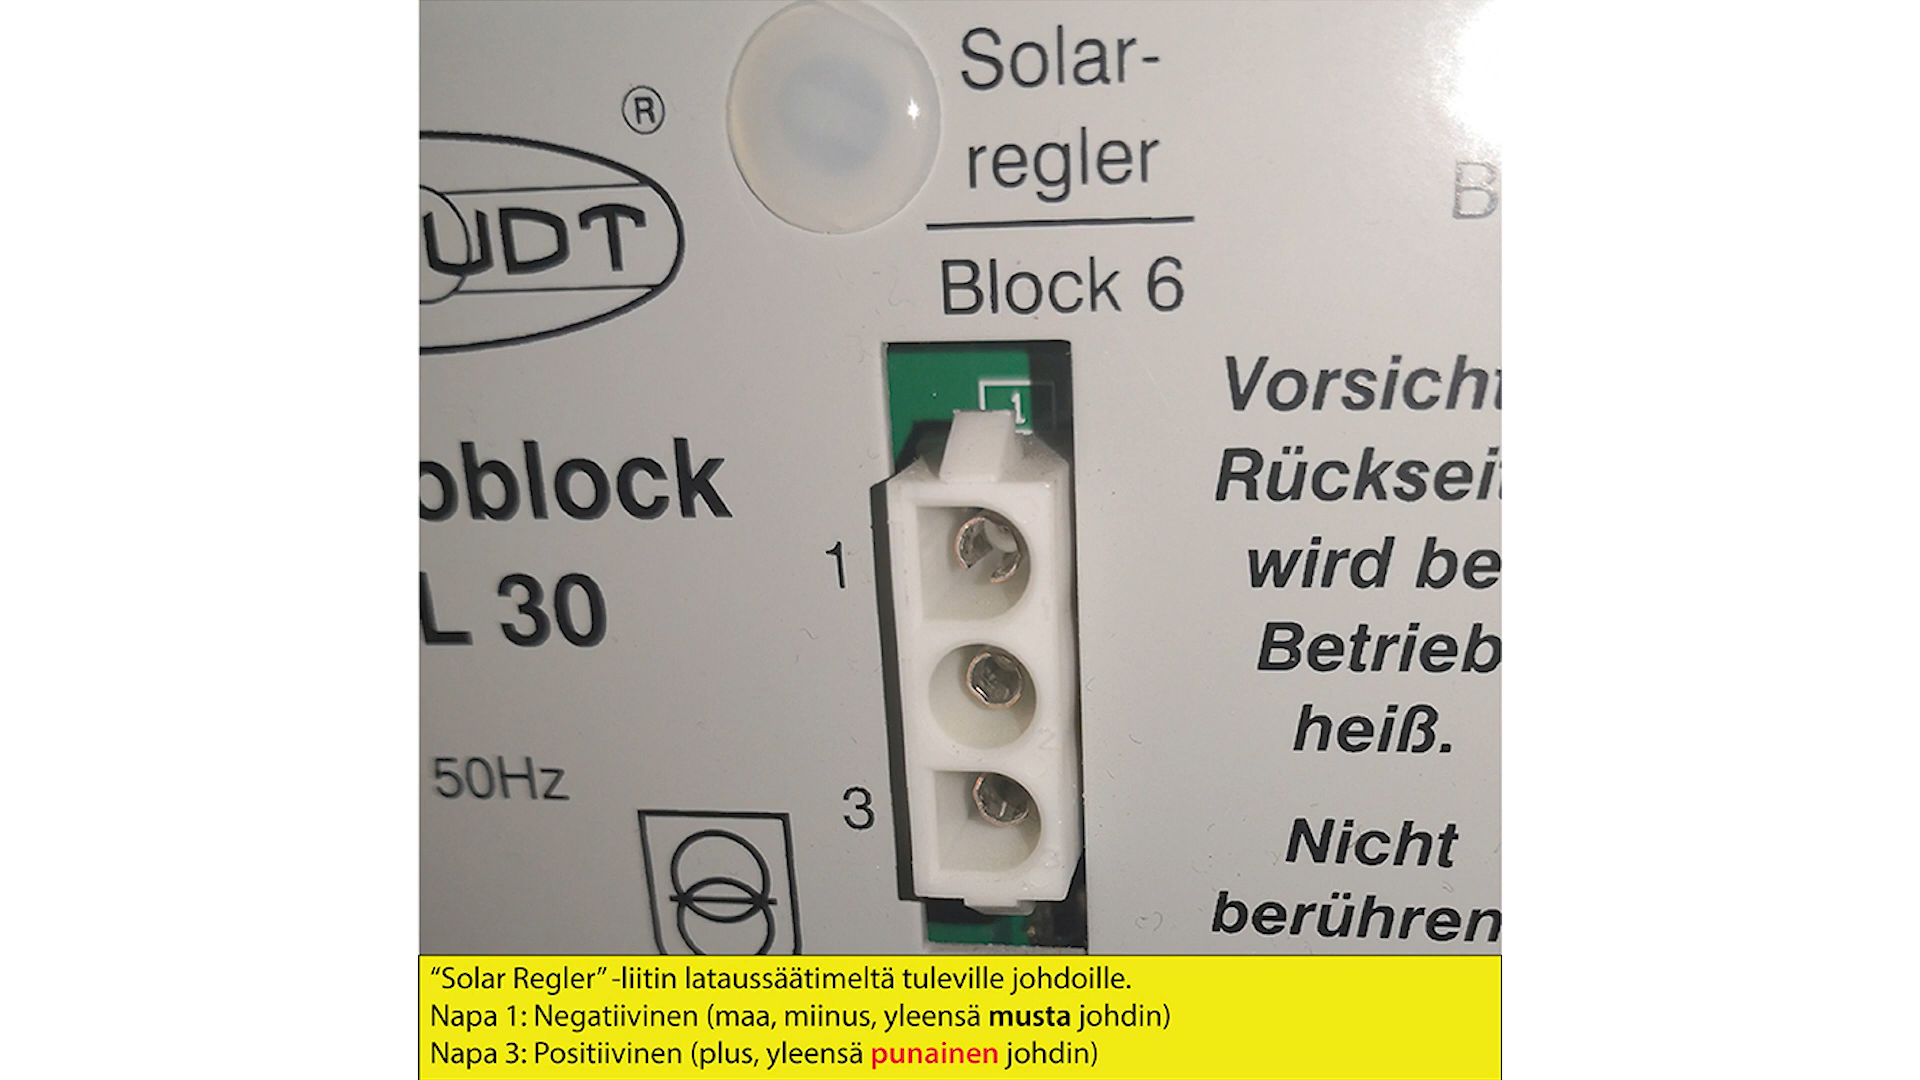 Solar-
regler
Block 6
®
UDT
B
1
Vorsicht
Rückseit
wird be
Betrieb
heiß.
Nicht
berühren
oblock
L 30
50Hz
1
2
3
3
“Solar Regler” -liitin lataussäätimeltä tuleville johdoille.
Napa 1: Negatiivinen (maa, miinus, yleensä musta johdin)
Napa 3: Positiivinen (plus, yleensä punainen johdin)